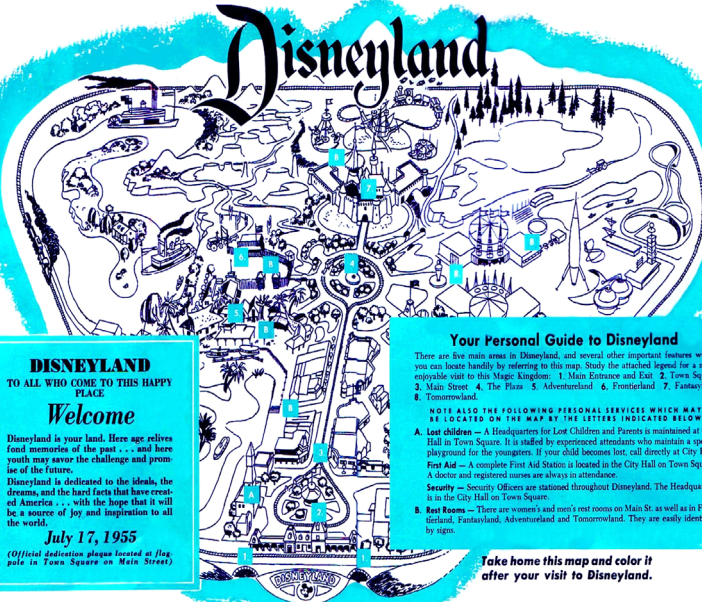 Disneyland
B
7
6
B
4
B
8
5
B
B
3
A
2
1
1
DISNEYLAND
DISNEYLAND
TO ALL WHO COME TO THIS HAPPY
PLACE
Welcome
Disneyland is your land. Here age relives
fond memories of the past . . . and here
youth may savor the challenge and prom-
ise of the future.
Disneyland is dedicated to the ideals, the
dreams, and the hard facts that have creat-
ed America . . . with the hope that it will
be a source of joy and inspiration to all
the world.
July 17, 1955
(Official dedication plaque located at flag-
pole in Town Square on Main Street)
Your Personal Guide to Disneyland
There are five main areas in Disneyland, and several other important features w
you can locate handily by referring to this map. Study the attached legend for a m
enjoyable visit to this Magic Kingdom: 1. Main Entrance and Exit 2. Town Sq
3. Main Street 4. The Plaza 5. Adventureland 6. Frontierland 7. Fantasy
8. Tomorrowland.
NOTE ALSO THE FOLLOWING PERSONAL SERVICES WHICH MAY
BE LOCATED ON THE MAP BY THE LETTERS INDICATED BELOW
A. Lost children — A Headquarters for Lost Children and Parents is maintained at
Hall in Town Square. It is staffed by experienced attendants who maintain a spe
playground for the youngsters. If your child becomes lost, call directly at City H
First Aid — A complete First Aid Station is located in the City Hall on Town Squ
A doctor and registered nurses are always in attendance.
Security — Security Officers are stationed throughout Disneyland. The Headqua
is in the City Hall on Town Square.
B. Rest Rooms — There are women's and men's rest rooms on Main St. as well as in F
tierland, Fantasyland, Adventureland and Tomorrowland. They are easily ident
by signs.
Take home this map and color it
after your visit to Disneyland.